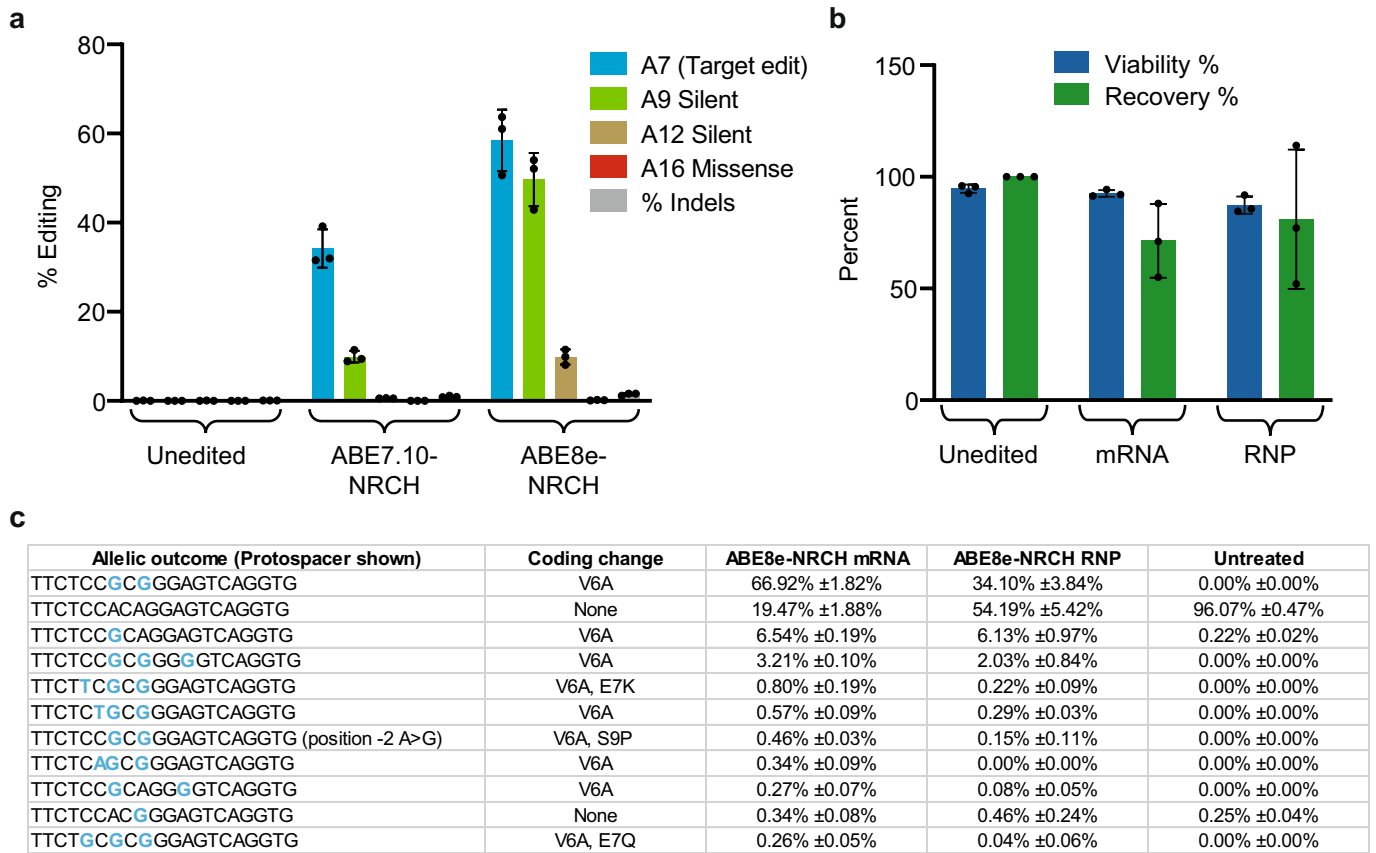 a
80
60
40
20
0
% Editing
A7 (Target edit)
A9 Silent
A12 Silent
A16 Missense
% Indels
Unedited
ABE7.10-
NRCH
ABE8e-
NRCH
b
150
100
50
0
Percent
Viability %
Recovery %
Unedited
mRNA
RNP
c
Allelic outcome (Protospacer shown) Coding change ABE8e-NRCH mRNA ABE8e-NRCH RNP Untreated
TTCTCCGCGGGAGTCAGGTG V6A 66.92% ±1.82% 34.10% ±3.84% 0.00% ±0.00%
TTCTCCACAGGAGTCAGGTG None 19.47% ±1.88% 54.19% ±5.42% 96.07% ±0.47%
TTCTCCGCAGGAGTCAGGTG V6A 6.54% ±0.19% 6.13% ±0.97% 0.22% ±0.02%
TTCTCCGCGGGGGTCAGGTG V6A 3.21% ±0.10% 2.03% ±0.84% 0.00% ±0.00%
TTCTTCGCGGGAGTCAGGTG V6A, E7K 0.80% ±0.19% 0.22% ±0.09% 0.00% ±0.00%
TTCTCTGCGGGAGTCAGGTG V6A 0.57% ±0.09% 0.29% ±0.03% 0.00% ±0.00%
TTCTCCGCGGGAGTCAGGTG (position -2 A>G) V6A, S9P 0.46% ±0.03% 0.15% ±0.11% 0.00% ±0.00%
TTCTCAGCGGGAGTCAGGTG V6A 0.34% ±0.09% 0.00% ±0.00% 0.00% ±0.00%
TTCTCCGCAGGGGTCAGGTG V6A 0.27% ±0.07% 0.08% ±0.05% 0.00% ±0.00%
TTCTCCACGGGAGTCAGGTG None 0.34% ±0.08% 0.46% ±0.24% 0.25% ±0.04%
TTCTGCGCGGGAGTCAGGTG V6A, E7Q 0.26% ±0.05% 0.04% ±0.06% 0.00% ±0.00%